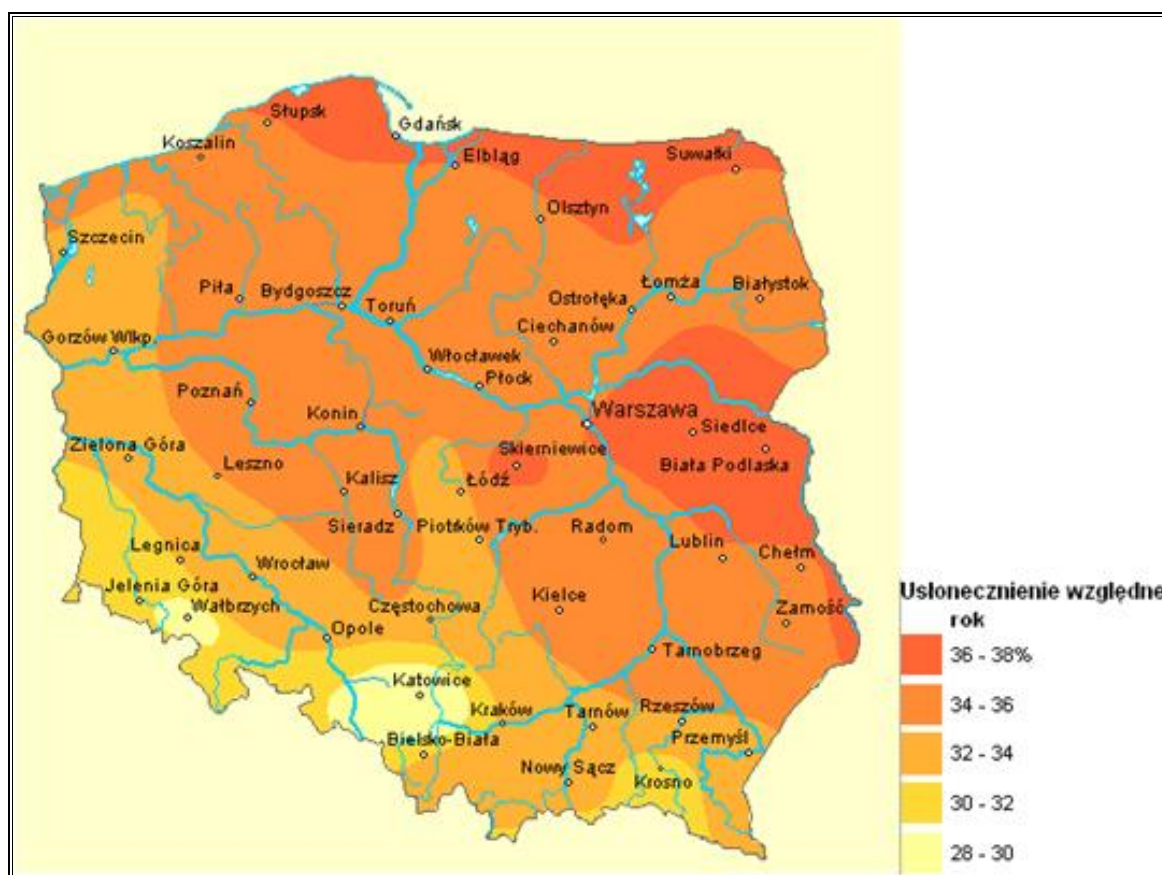 Słupsk
Gdańsk
Koszalin
Elbląg
Suwałki
Olsztyn
Szczecin
Piła
Bydgoszcz
Toruń
Łomża
Białystok
Ostrołęka
Ciechanów
Gorzów Wlkp.
Włocławek
Płock
Poznań
Konin
Warszawa
Siedlce
Skierniewice
Biała Podlaska
Zielona Góra
Leszno
Kalisz
Łódź
Sieradz
Piotrków Tryb.
Radom
Lublin
Chełm
Legnica
Wrocław
Jelenia Góra
Wałbrzych
Częstochowa
Kielce
Zamość
Opole
Tarnobrzeg
Katowice
Kraków
Tarnów
Rzeszów
Przemyśl
Bielsko-Biała
Nowy Sącz
Krosno
Usłonecznienie względne
rok
36 - 38%
34 - 36
32 - 34
30 - 32
28 - 30